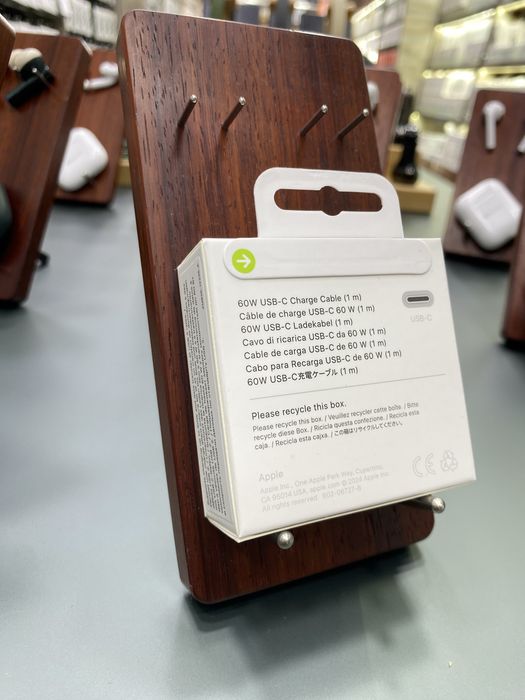 60W USB-C Charge Cable (1 m)
Câble de charge USB-C 60 W (1 m)
60W USB-C Ladekabel (1 m)
Cavo di ricarica USB-C da 60W (1 m)
Cable de carga USB-C de 60 W (1 m)
Cabo para Recarga USB-C de 60 W (1 m)
60W USB-C充電ケーブル (1 m)
USB-C
Please recycle this box.
Please recycle this box. / Veuillez recycler cette boîte. / Bitte
recycle diese Box. / Ricicla questa confezione. / Recicla esta
caja. / Recicla esta caixa. / この箱はリサイクルしてください。
Apple
Apple Inc., One Apple Park Way, Cupertino,
CA 95014 USA. apple.com © 2024 Apple Inc.
All rights reserved. 602-06727-B
CE